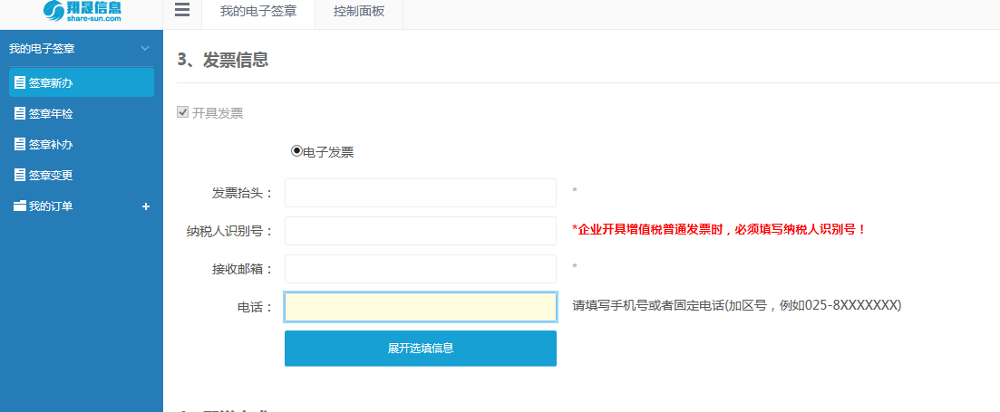 翔晟信息
share-sun.com
我的电子签章
控制面板
我的电子签章
签章新办
签章年检
签章补办
签章变更
我的订单
3、发票信息
开具发票
电子发票
发票抬头：
*
纳税人识别号：
*企业开具增值税普通发票时，必须填写纳税人识别号！
接收邮箱：
*
电话：
请填写手机号或者固定电话(加区号，例如025-8XXXXXXX)
展开选填信息